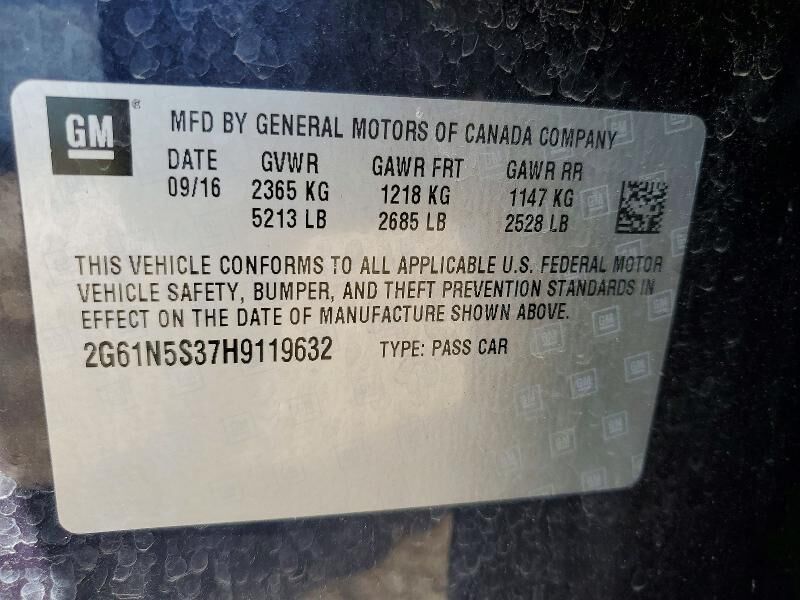 GM® MFD BY GENERAL MOTORS OF CANADA COMPANY
DATE GVWR GAWR FRT GAWR RR
09/16 2365 KG 1218 KG 1147 KG
5213 LB 2685 LB 2528 LB
THIS VEHICLE CONFORMS TO ALL APPLICABLE U.S. FEDERAL MOTOR
VEHICLE SAFETY, BUMPER, AND THEFT PREVENTION STANDARDS IN
EFFECT ON THE DATE OF MANUFACTURE SHOWN ABOVE.
2G61N5S37H9119632 TYPE: PASS CAR